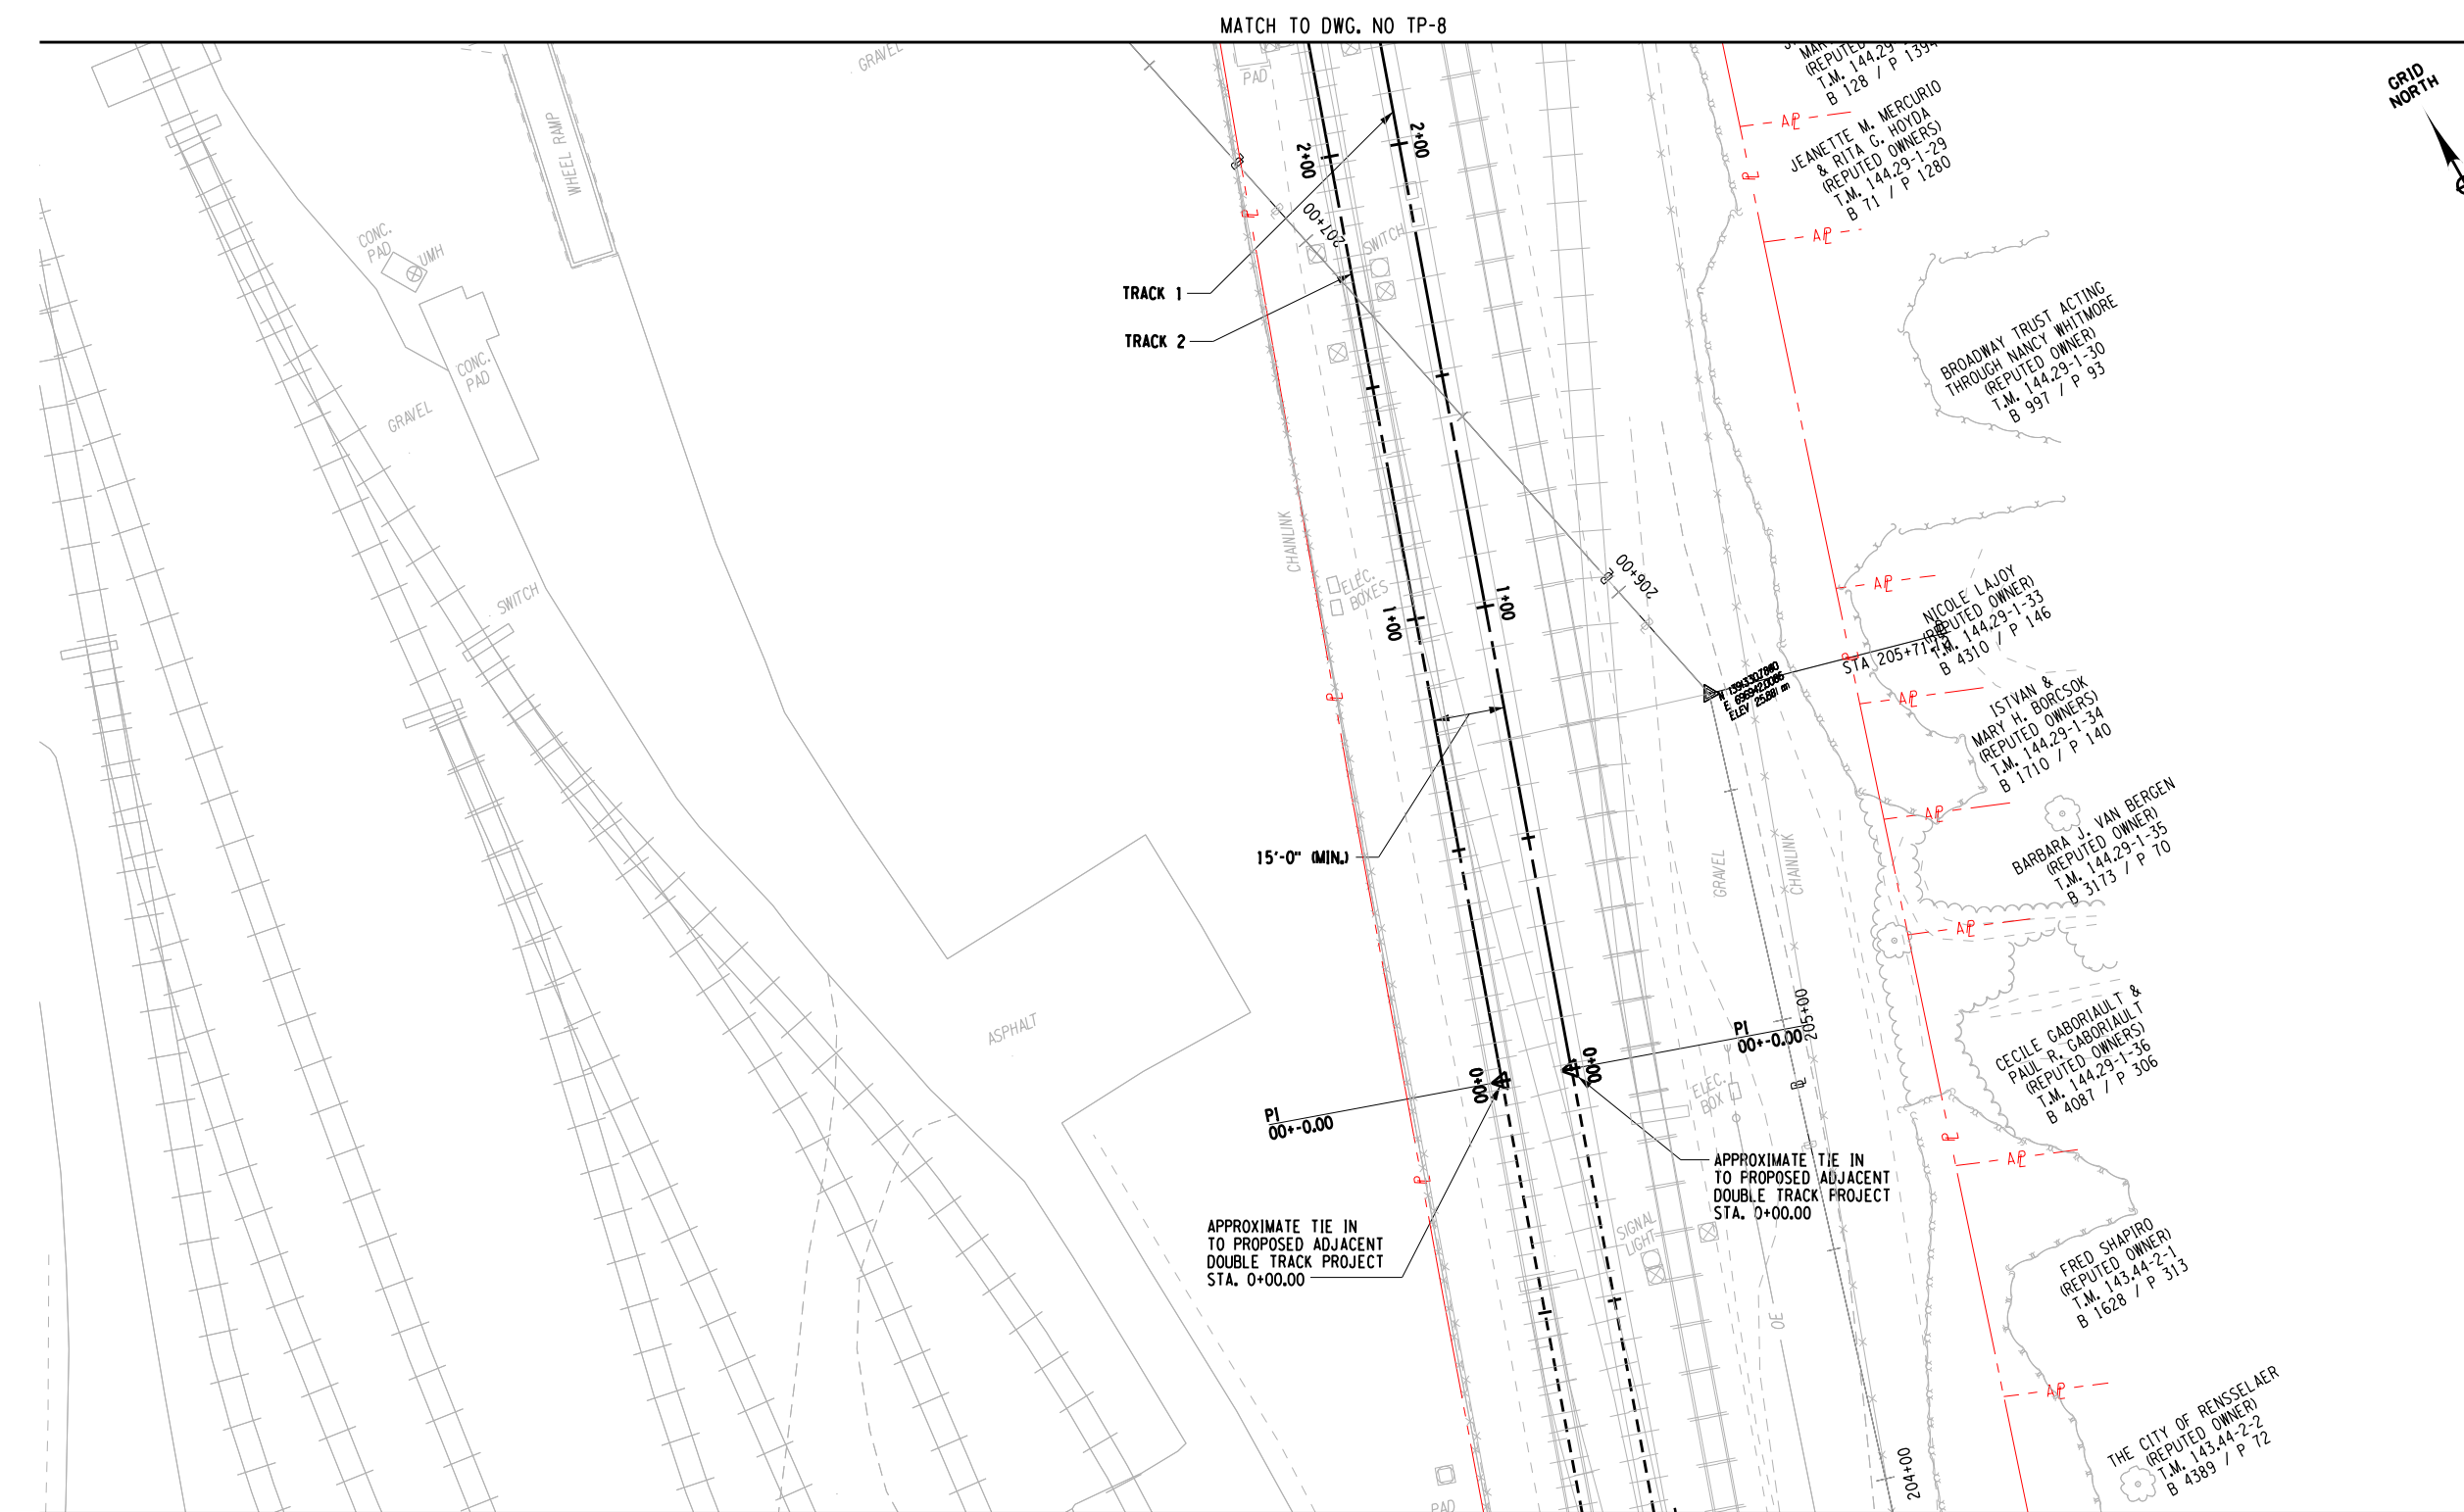 MATCH TO DWG. NO TP-8
GRID
NORTH
(REPUTED
T.M. 144.29
B 128 / P 1394
JEANETTE M. MERCURIO
& RITA C. HOYDA
(REPUTED OWNERS)
T.M. 144.29-1-29
B 71 / P 1280
BROADWAY TRUST ACTING
THROUGH NANCY WHITMORE
(REPUTED OWNER)
T.M. 144.29-1-30
B 997 / P 93
NICOLE LAJOY
(REPUTED OWNER)
T.M. 144.29-1-33
B 4310 / P 146
ISTVAN &
MARY H. BORCSOK
(REPUTED OWNERS)
T.M. 144.29-1-34
B 1710 / P 140
BARBARA J. VAN BERGEN
(REPUTED OWNER)
T.M. 144.29-1-35
B 3173 / P 70
CECILE GABORIAULT &
PAUL R. GABORIAULT
(REPUTED OWNERS)
T.M. 144.29-1-36
B 4087 / P 306
FRED SHAPIRO
(REPUTED OWNER)
T.M. 143.44-2-1
B 1628 / P 313
THE CITY OF RENSSELAER
(REPUTED OWNER)
T.M. 143.44-2-2
B 4389 / P 72
GRAVEL
WHEEL RAMP
CONC.
PAD
UMH
CONC.
PAD
GRAVEL
SWITCH
ASPHALT
PAD
2+00
2+00
207+00
SWITCH
TRACK 1
TRACK 2
CHAINLINK
ELEC.
BOXES
1+00
1+00
206+00
STA 205+71
ELEV
15'-0" (MIN.)
GRAVEL
CHAINLINK
205+00
PI
00+-0.00
0+00
0+00
PI
00+-0.00
ELEC.
BOX
APPROXIMATE TIE IN
TO PROPOSED ADJACENT
DOUBLE TRACK PROJECT
STA. 0+00.00
APPROXIMATE TIE IN
TO PROPOSED ADJACENT
DOUBLE TRACK PROJECT
STA. 0+00.00
SIGNAL
LIGHT
OE
204+00
PAD